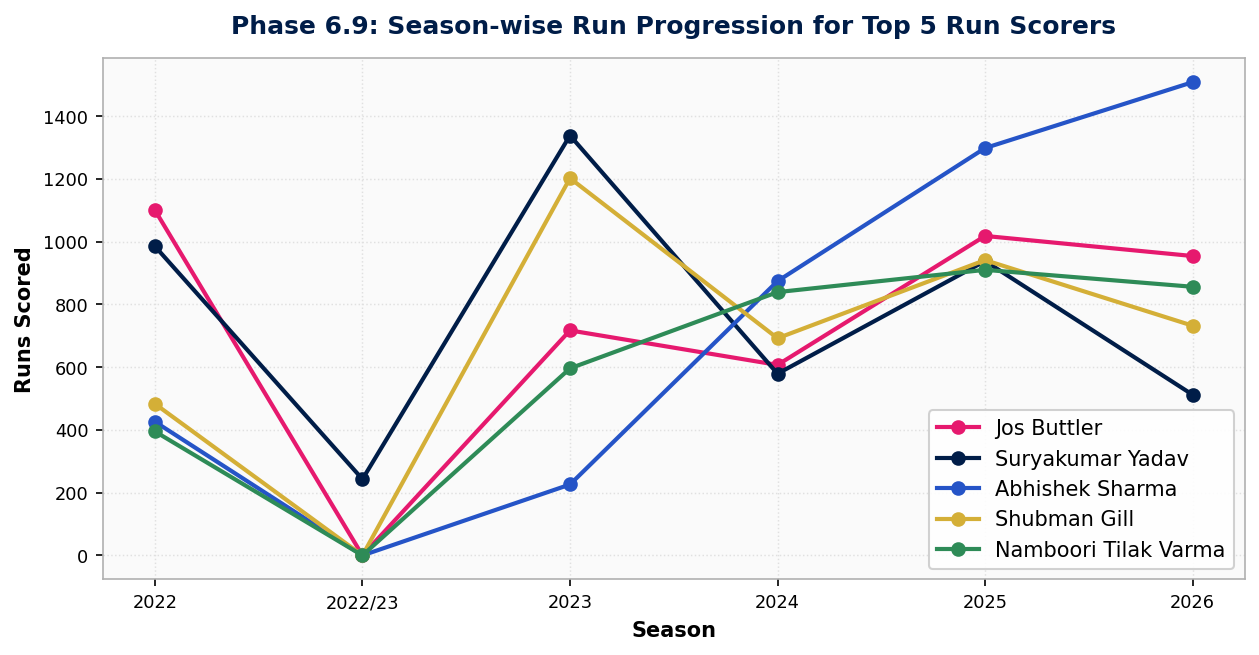 Phase 6.9: Season-wise Run Progression for Top 5 Run Scorers
Runs Scored
1400
1200
1000
800
600
400
200
0
2022
2022/23
2023
2024
2025
2026
Season
Jos Buttler
Suryakumar Yadav
Abhishek Sharma
Shubman Gill
Namboori Tilak Varma